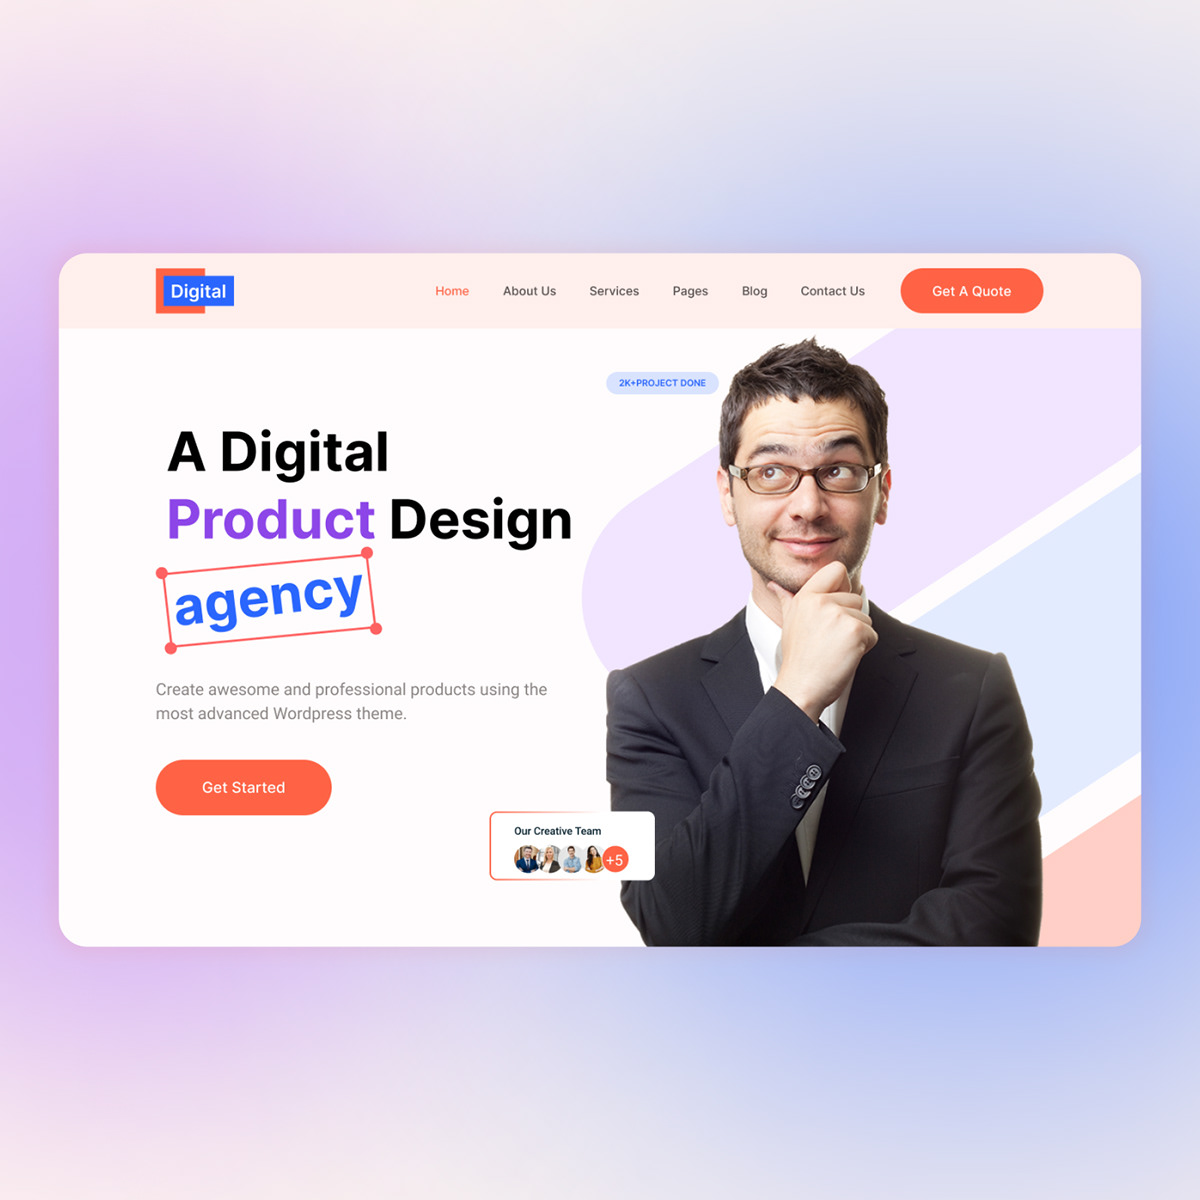 Digital
Home
About Us
Services
Pages
Blog
Contact Us
Get A Quote
2K+PROJECT DONE
A Digital
Product Design
agency
Create awesome and professional products using the
most advanced Wordpress theme.
Get Started
Our Creative Team
+5